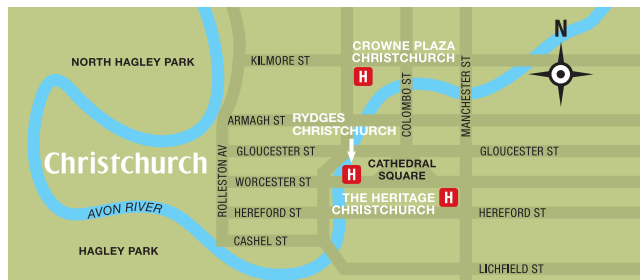 N
CROWNE PLAZA
CHRISTCHURCH
H
NORTH HAGLEY PARK
KILMORE ST
COLOMBO ST
MANCHESTER ST
ARMAGH ST
RYDGES
CHRISTCHURCH
Christchurch
ROLLESTON AV
GLOUCESTER ST
GLOUCESTER ST
H
CATHEDRAL
SQUARE
WORCESTER ST
THE HERITAGE
CHRISTCHURCH
H
AVON RIVER
HEREFORD ST
HEREFORD ST
CASHEL ST
HAGLEY PARK
LICHFIELD ST